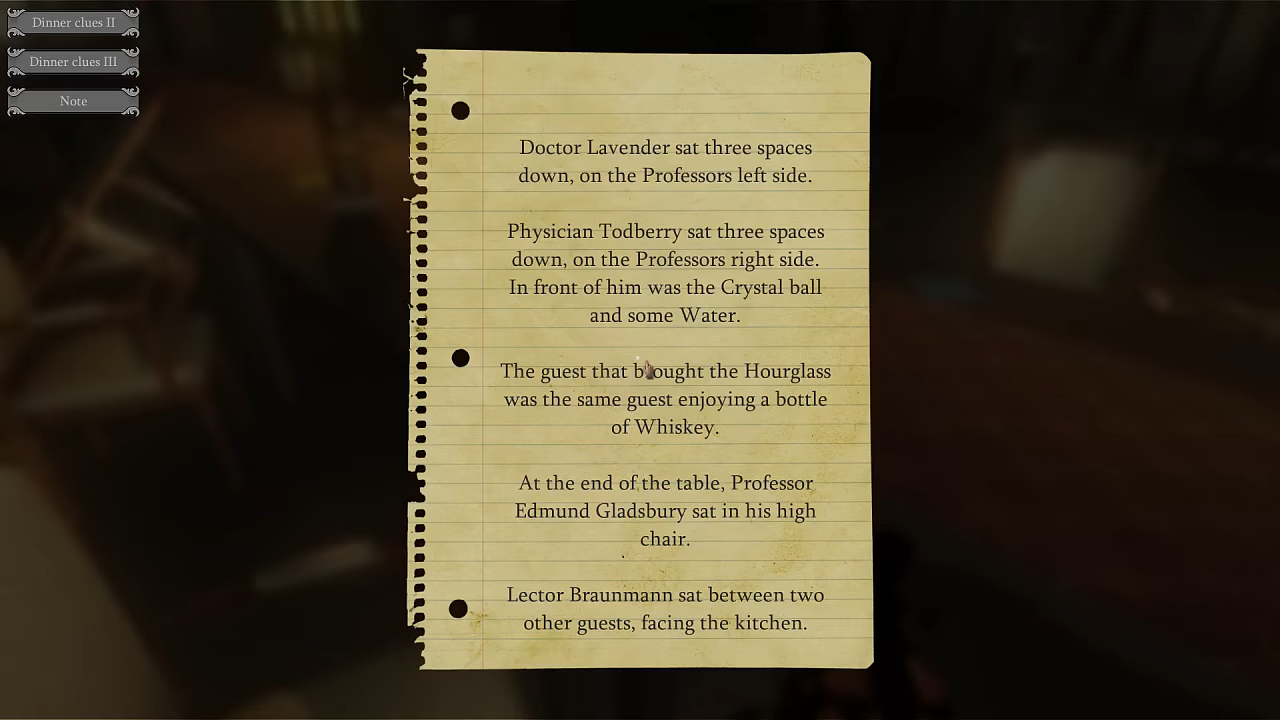 Dinner clues II
Dinner clues III
Note
Doctor Lavender sat three spaces
down, on the Professors left side.
Physician Todberry sat three spaces
down, on the Professors right side.
In front of him was the Crystal ball
and some Water.
The guest that brought the Hourglass
was the same guest enjoying a bottle
of Whiskey.
At the end of the table, Professor
Edmund Gladsbury sat in his high
chair.
Lector Braunmann sat between two
other guests, facing the kitchen.